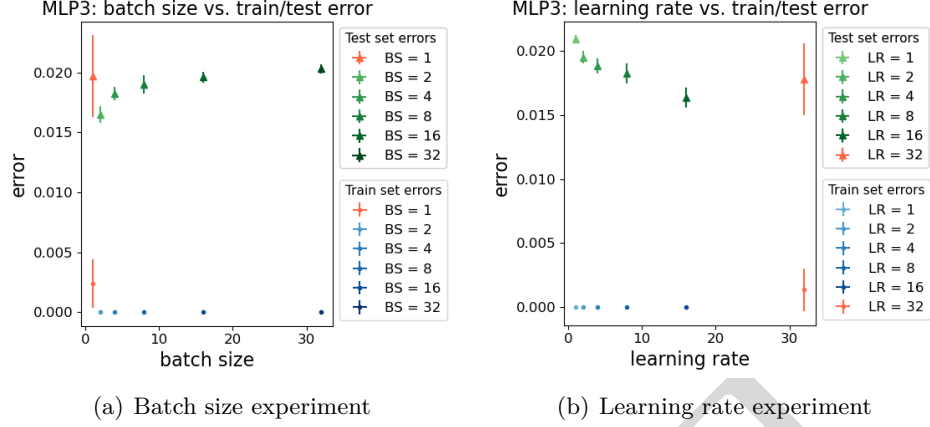 MLP3: batch size vs. train/test error
error
0.020
0.015
0.010
0.005
0.000
0
10
20
30
batch size
Test set errors
BS = 1
BS = 2
BS = 4
BS = 8
BS = 16
BS = 32
Train set errors
BS = 1
BS = 2
BS = 4
BS = 8
BS = 16
BS = 32
(a) Batch size experiment
MLP3: learning rate vs. train/test error
error
0.020
0.015
0.010
0.005
0.000
0
10
20
30
learning rate
Test set errors
LR = 1
LR = 2
LR = 4
LR = 8
LR = 16
LR = 32
Train set errors
LR = 1
LR = 2
LR = 4
LR = 8
LR = 16
LR = 32
(b) Learning rate experiment